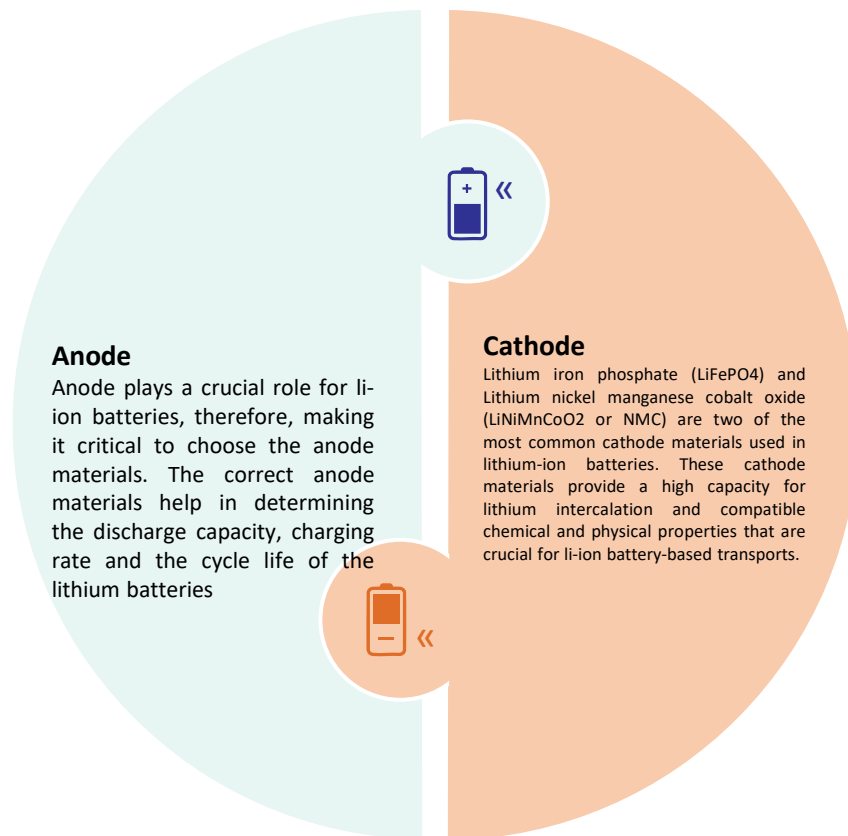 Anode
Anode plays a crucial role for li-
ion batteries, therefore, making
it critical to choose the anode
materials. The correct anode
materials help in determining
the discharge capacity, charging
rate and the cycle life of the
lithium batteries
Cathode
Lithium iron phosphate (LiFePO4) and
Lithium nickel manganese cobalt oxide
(LiNiMnCoO2 or NMC) are two of the
most common cathode materials used in
lithium-ion batteries. These cathode
materials provide a high capacity for
lithium intercalation and compatible
chemical and physical properties that are
crucial for li-ion battery-based transports.